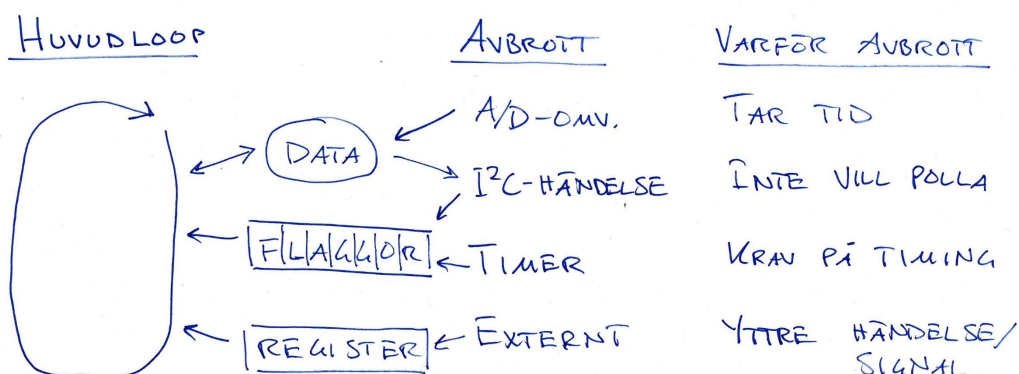 HUVUDLOOP AVBROTT VARFÖR AVBROTT
A/D-OMV. TAR TID
DATA
I²C-HÄNDELSE INTE VILL POLLA
FLAGGOR TIMER KRAV PÅ TIMING
REGISTER EXTERNT YTTRE HÄNDELSE/
SIGNAL